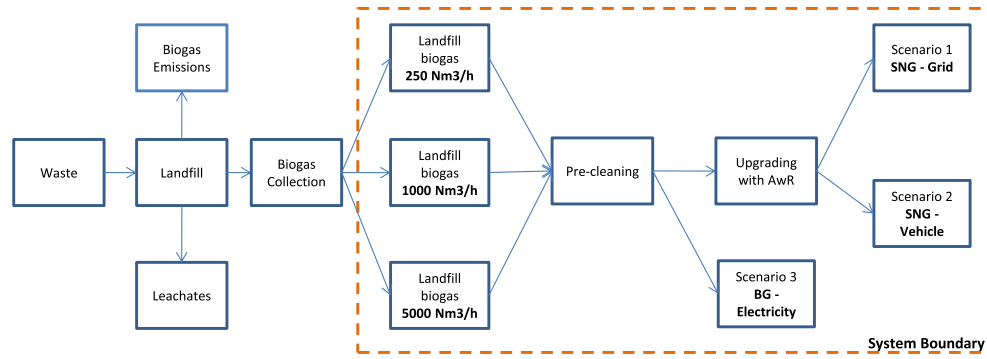 Biogas
Emissions
Waste
Landfill
Leachates
Biogas
Collection
Landfill
biogas
250 Nm3/h
Landfill
biogas
1000 Nm3/h
Landfill
biogas
5000 Nm3/h
Pre-cleaning
Upgrading
with AwR
Scenario 1
SNG - Grid
Scenario 2
SNG -
Vehicle
Scenario 3
BG -
Electricity
System Boundary